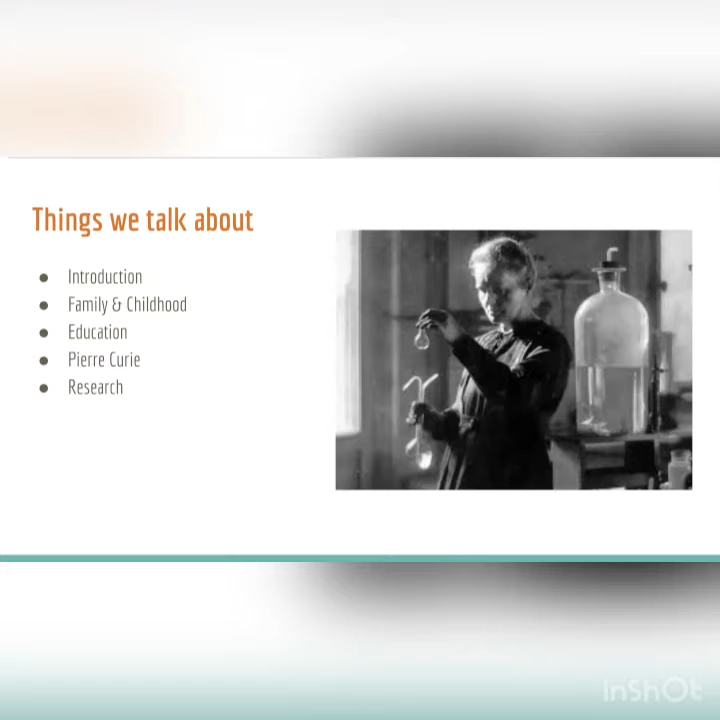 Things we talk about
Introduction
Family & Childhood
Education
Pierre Curie
Research
InShOt